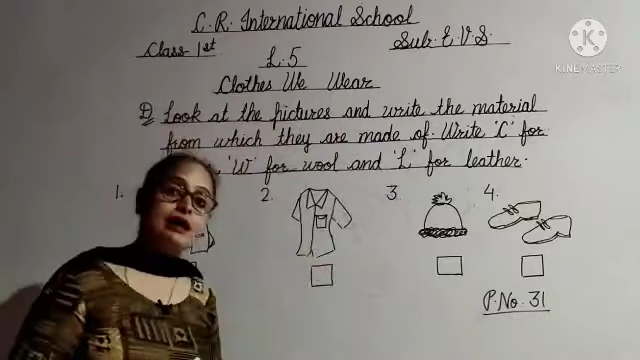 L.R. International School
Class-1st
Sub:E.V.S.
L.5
Clothes We Wear
D) Look at the pictures and write the material
from which they are made of. Write 'C' for
'W' for wool and 'L' for leather.
1. 2. 3. 4.
P.No. 31
K
KINEMASTER